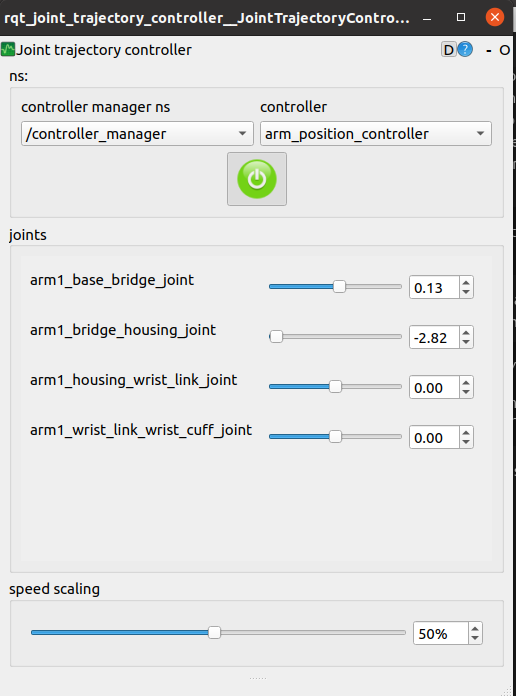 rqt_joint_trajectory_controller__JointTrajectoryContro...
Joint trajectory controller D ? - O
ns:
controller manager ns controller
/controller_manager arm_position_controller
joints
arm1_base_bridge_joint 0.13
arm1_bridge_housing_joint -2.82
arm1_housing_wrist_link_joint 0.00
arm1_wrist_link_wrist_cuff_joint 0.00
speed scaling
50%